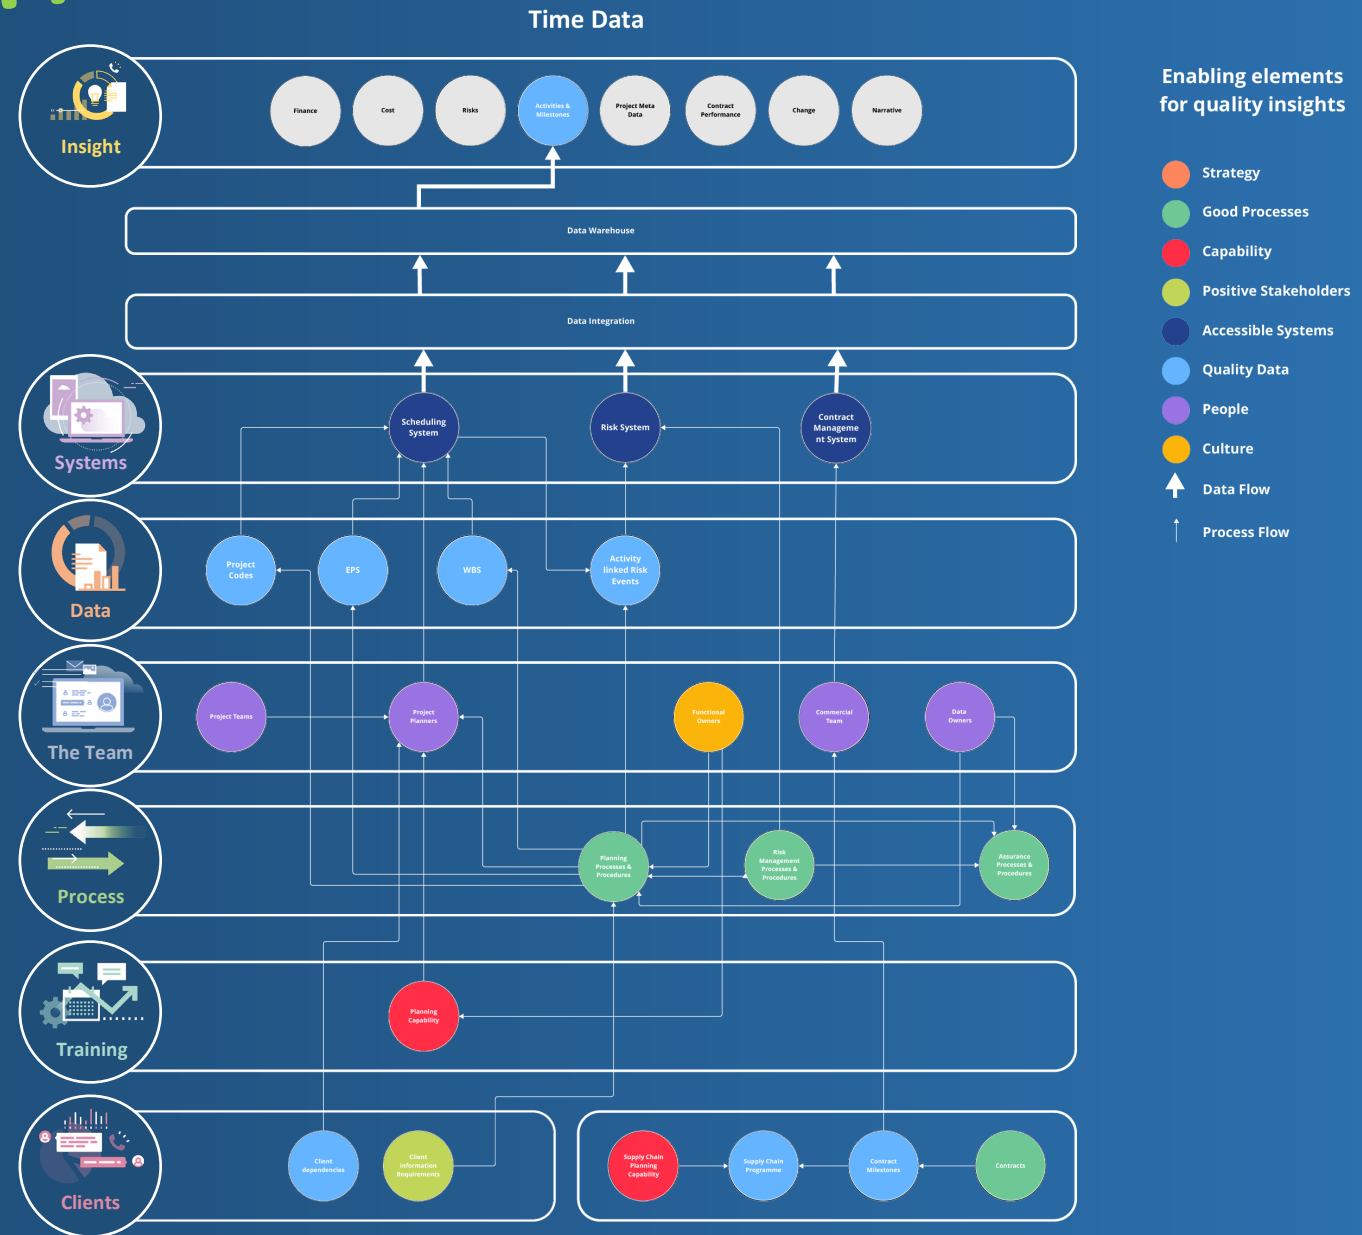 Time Data
Enabling elements
for quality insights
Insight
Finance
Cost
Risks
Activities &
Milestones
Project Meta
Data
Contract
Performance
Change
Narrative
Strategy
Good Processes
Capability
Positive Stakeholders
Accessible Systems
Quality Data
People
Culture
Data Flow
Process Flow
Data Warehouse
Data Integration
Systems
Scheduling
System
Risk System
Contract
Manageme
nt System
Data
Project
Codes
EPS
WBS
Activity
linked Risk
Events
The Team
Project Teams
Project
Planners
Functional
Owners
Commercial
Team
Data
Owners
Process
Planning
Processes &
Procedures
Risk
Management
Processes &
Procedures
Assurance
Processes &
Procedures
Training
Planning
Capability
Clients
Client
dependencies
Client
Information
Requirements
Supply Chain
Planning
Capability
Supply Chain
Programme
Contract
Milestones
Contracts